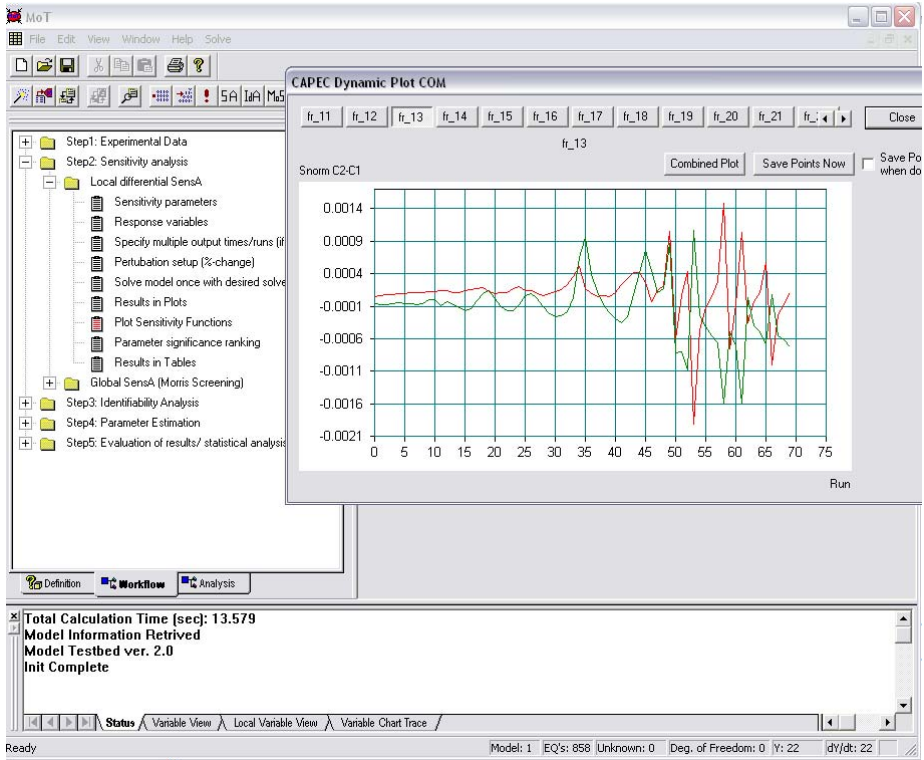 MoT
File Edit View Window Help Solve
SA IdA MoS
CAPEC Dynamic Plot COM
fr_11 fr_12 fr_13 fr_14 fr_15 fr_16 fr_17 fr_18 fr_19 fr_20 fr_21 Close
fr_13
Snorm C2-C1
Combined Plot Save Points Now Save Po
when do
0.0014
0.0009
0.0004
-0.0001
-0.0006
-0.0011
-0.0016
-0.0021
0 5 10 15 20 25 30 35 40 45 50 55 60 65 70 75
Run
Step1: Experimental Data
Step2: Sensitivity analysis
Local differential SensA
Sensitivity parameters
Response variables
Specify multiple output times/runs (if
Pertubation setup (%-change)
Solve model once with desired solve
Results in Plots
Plot Sensitivity Functions
Parameter significance ranking
Results in Tables
Global SensA (Morris Screening)
Step3: Identifiability Analysis
Step4: Parameter Estimation
Step5: Evaluation of results/ statistical analysis
Definition Workflow Analysis
Total Calculation Time (sec): 13.579
Model Information Retrived
Model Testbed ver. 2.0
Init Complete
Status Variable View Local Variable View Variable Chart Trace
Ready Model: 1 EQ's: 858 Unknown: 0 Deg. of Freedom: 0 Y: 22 dY/dt: 22